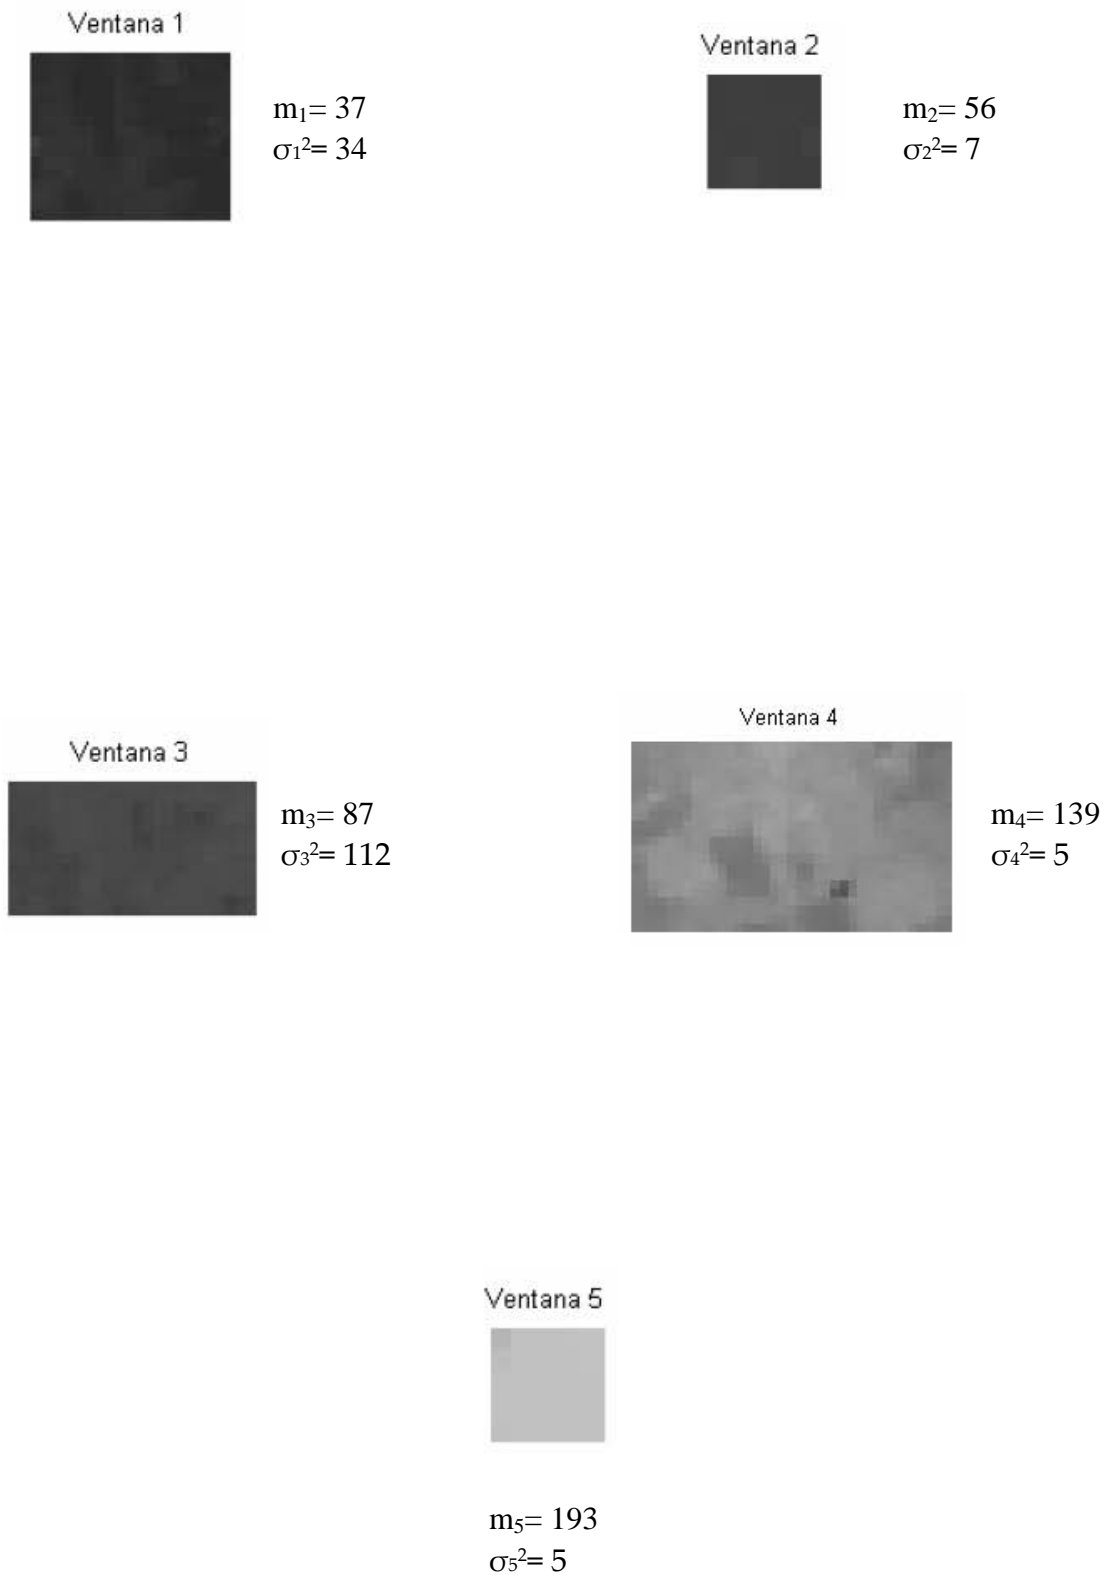 Ventana 1
m₁= 37
σ₁²= 34
Ventana 2
m₂= 56
σ₂²= 7
Ventana 3
m₃= 87
σ₃²= 112
Ventana 4
m₄= 139
σ₄²= 5
Ventana 5
m₅= 193
σ₅²= 5